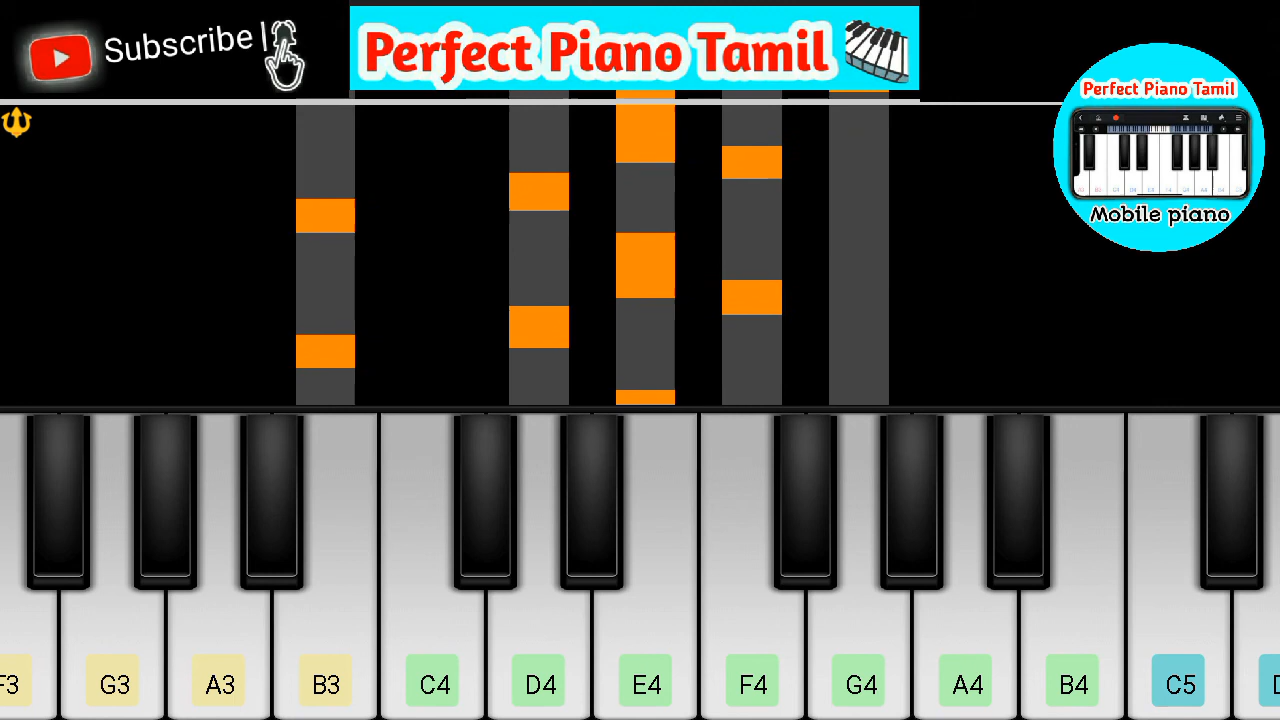 Subscribe
Perfect Piano Tamil
Perfect Piano Tamil
Mobile piano
F3 G3 A3 B3 C4 D4 E4 F4 G4 A4 B4 C5 D